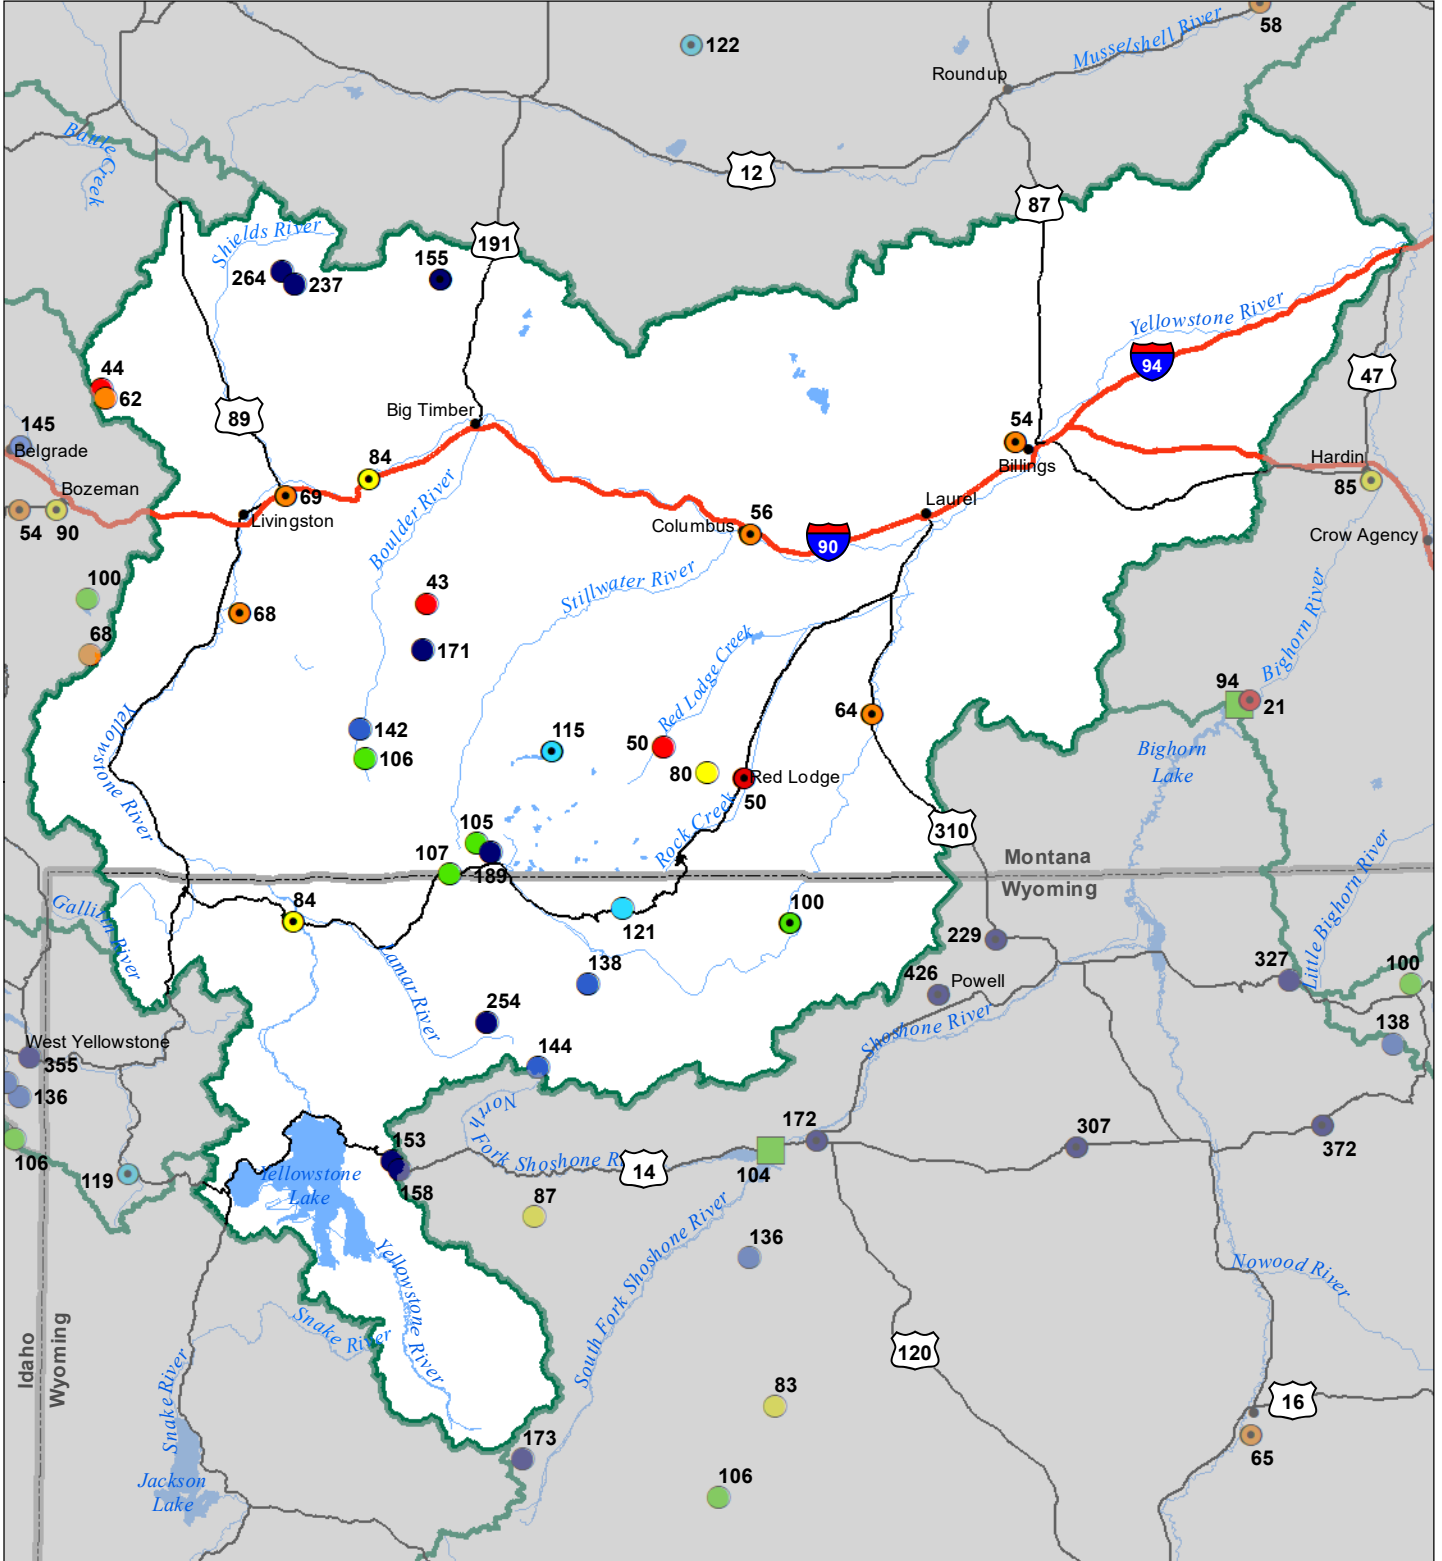 122
58
Musselshell River
Roundup
Battle
Creek
12
87
191
Shields River
264
237
155
Yellowstone River
94
47
44
62
89
Big Timber
145
Belgrade
84
54
Billings
Hardin
85
Bozeman
69
Livingston
54
90
Laurel
56
Columbus
90
Crow Agency
Boulder River
Stillwater River
100
43
68
68
171
Red Lodge Creek
Bighorn River
94
21
64
Yellowstone River
142
106
115
50
80
Red Lodge
50
Bighorn
Lake
105
107
189
Rock Creek
310
Montana
Wyoming
Little Bighorn River
Gallatin River
84
121
100
229
Lamar River
138
426
Powell
327
100
254
Shoshone River
138
West Yellowstone
355
144
136
North
Fork Shoshone R
172
307
372
106
153
14
119
Yellowstone
Lake
158
104
87
136
South Fork Shoshone River
Yellowstone River
Nowood River
Snake River
Idaho
Wyoming
120
Snake River
83
16
65
173
Jackson
Lake
106